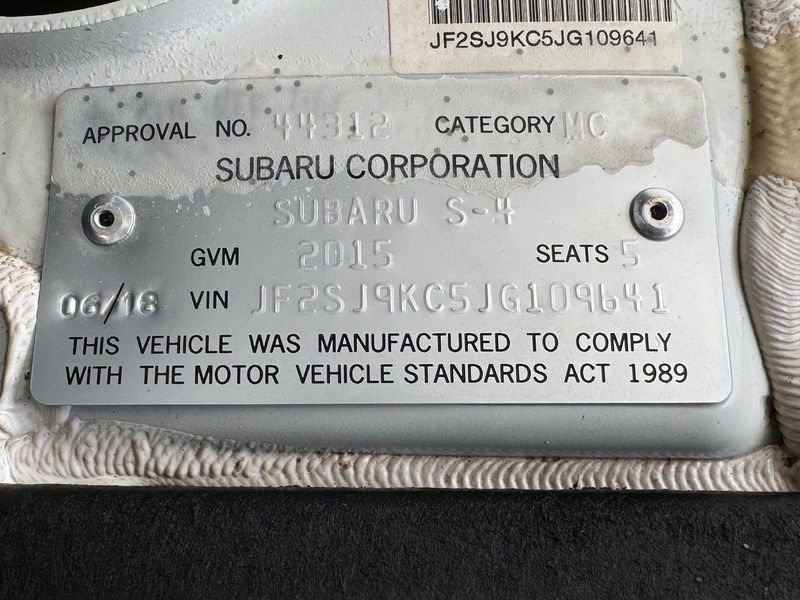 JF2SJ9KC5JG109641
APPROVAL NO. 44312 CATEGORY MC
SUBARU CORPORATION
SUBARU S-4
GVM 2015 SEATS 5
06/18 VIN JF2SJ9KC5JG109641
THIS VEHICLE WAS MANUFACTURED TO COMPLY
WITH THE MOTOR VEHICLE STANDARDS ACT 1989